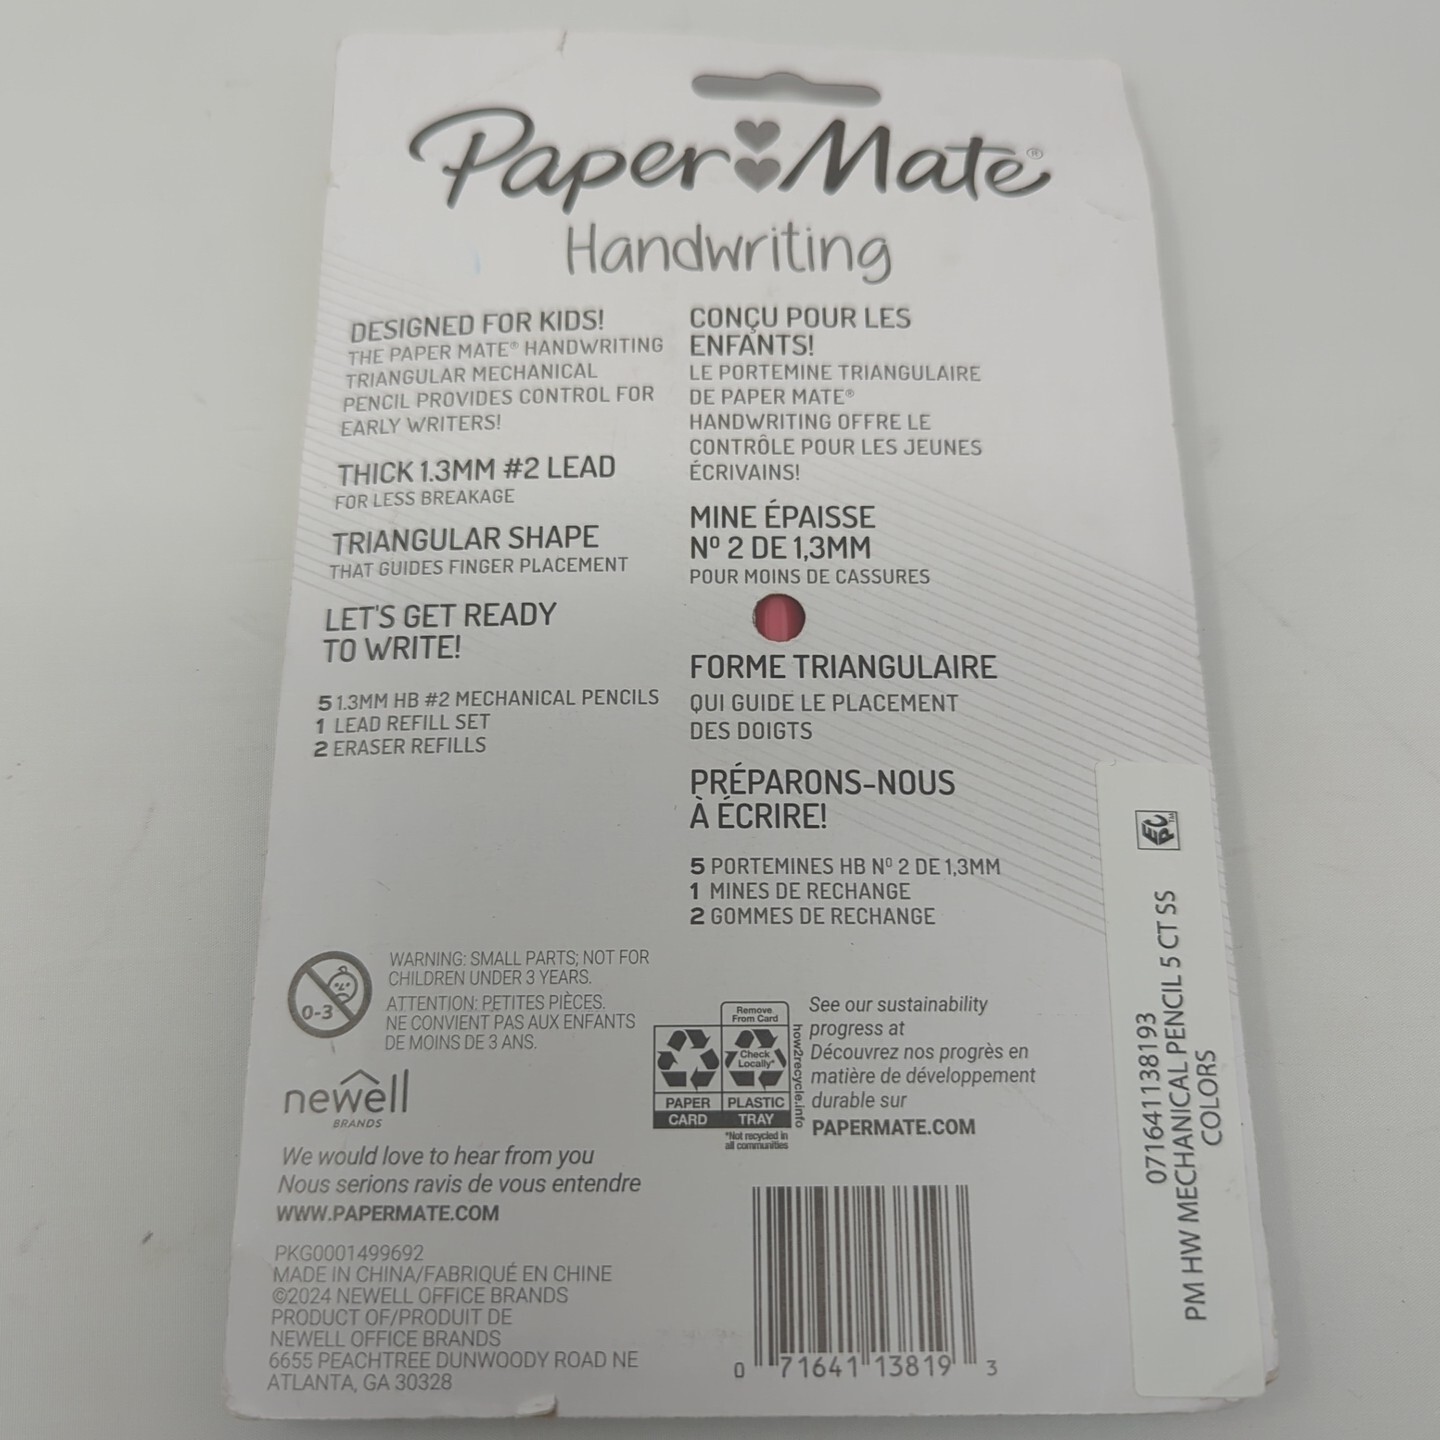 Paper Mate®
Handwriting
DESIGNED FOR KIDS!
THE PAPER MATE® HANDWRITING
TRIANGULAR MECHANICAL
PENCIL PROVIDES CONTROL FOR
EARLY WRITERS!
THICK 1.3MM #2 LEAD
FOR LESS BREAKAGE
TRIANGULAR SHAPE
THAT GUIDES FINGER PLACEMENT
LET'S GET READY
TO WRITE!
5 1.3MM HB #2 MECHANICAL PENCILS
1 LEAD REFILL SET
2 ERASER REFILLS
CONÇU POUR LES
ENFANTS!
LE PORTEMINE TRIANGULAIRE
DE PAPER MATE®
HANDWRITING OFFRE LE
CONTRÔLE POUR LES JEUNES
ÉCRIVAINS!
MINE ÉPAISSE
Nº 2 DE 1,3MM
POUR MOINS DE CASSURES
FORME TRIANGULAIRE
QUI GUIDE LE PLACEMENT
DES DOIGTS
PRÉPARONS-NOUS
À ÉCRIRE!
5 PORTEMINES HB Nº 2 DE 1,3MM
1 MINES DE RECHANGE
2 GOMMES DE RECHANGE
0-3
WARNING: SMALL PARTS; NOT FOR
CHILDREN UNDER 3 YEARS.
ATTENTION: PETITES PIÈCES.
NE CONVIENT PAS AUX ENFANTS
DE MOINS DE 3 ANS.
newell
BRANDS
We would love to hear from you
Nous serions ravis de vous entendre
WWW.PAPERMATE.COM
PKG0001499692
MADE IN CHINA/FABRIQUÉ EN CHINE
©2024 NEWELL OFFICE BRANDS
PRODUCT OF/PRODUIT DE
NEWELL OFFICE BRANDS
6655 PEACHTREE DUNWOODY ROAD NE
ATLANTA, GA 30328
Remove
From Card
Check
Locally*
PAPER
CARD
PLASTIC
TRAY
*Not recycled in
all communities
how2recycle.info
See our sustainability
progress at
Découvrez nos progrès en
matière de développement
durable sur
PAPERMATE.COM
0 71641 13819 3
ECPU™
071641138193
PM HW MECHANICAL PENCIL 5 CT SS
COLORS